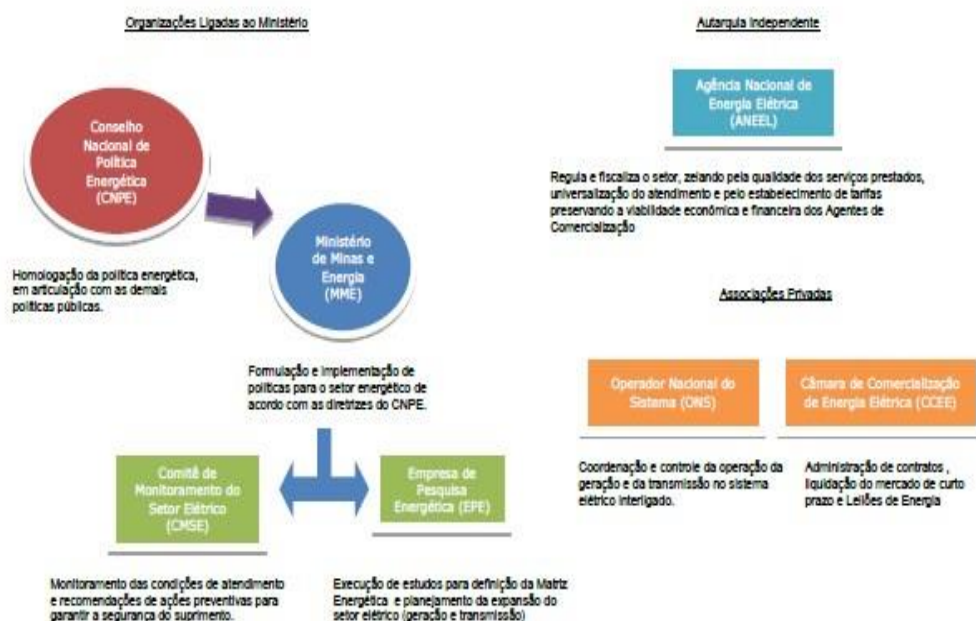 Organizações Ligadas ao Ministério
Conselho
Nacional de
Política
Energética
(CNPE)
Homologação da política energética,
em articulação com as demais
políticas públicas.
Ministério
de Minas e
Energia
(MME)
Formulação e implementação de
políticas para o setor energético de
acordo com as diretrizes do CNPE.
Comitê de
Monitoramento do
Setor Elétrico
(CMSE)
Monitoramento das condições de atendimento
e recomendações de ações preventivas para
garantir a segurança do suprimento.
Empresa de
Pesquisa
Energética (EPE)
Execução de estudos para definição da Matriz
Energética e planejamento da expansão do
setor elétrico (geração e transmissão)
Autarquia Independente
Agência Nacional de
Energia Elétrica
(ANEEL)
Regula e fiscaliza o setor, zelando pela qualidade dos serviços prestados,
universalização do atendimento e pelo estabelecimento de tarifas
preservando a viabilidade econômica e financeira dos Agentes de
Comercialização
Associações Privadas
Operador Nacional do
Sistema (ONS)
Coordenação e controle da operação da
geração e da transmissão no sistema
elétrico interligado.
Câmara de Comercialização
de Energia Elétrica (CCEE)
Administração de contratos ,
liquidação do mercado de curto
prazo e Leilões de Energia